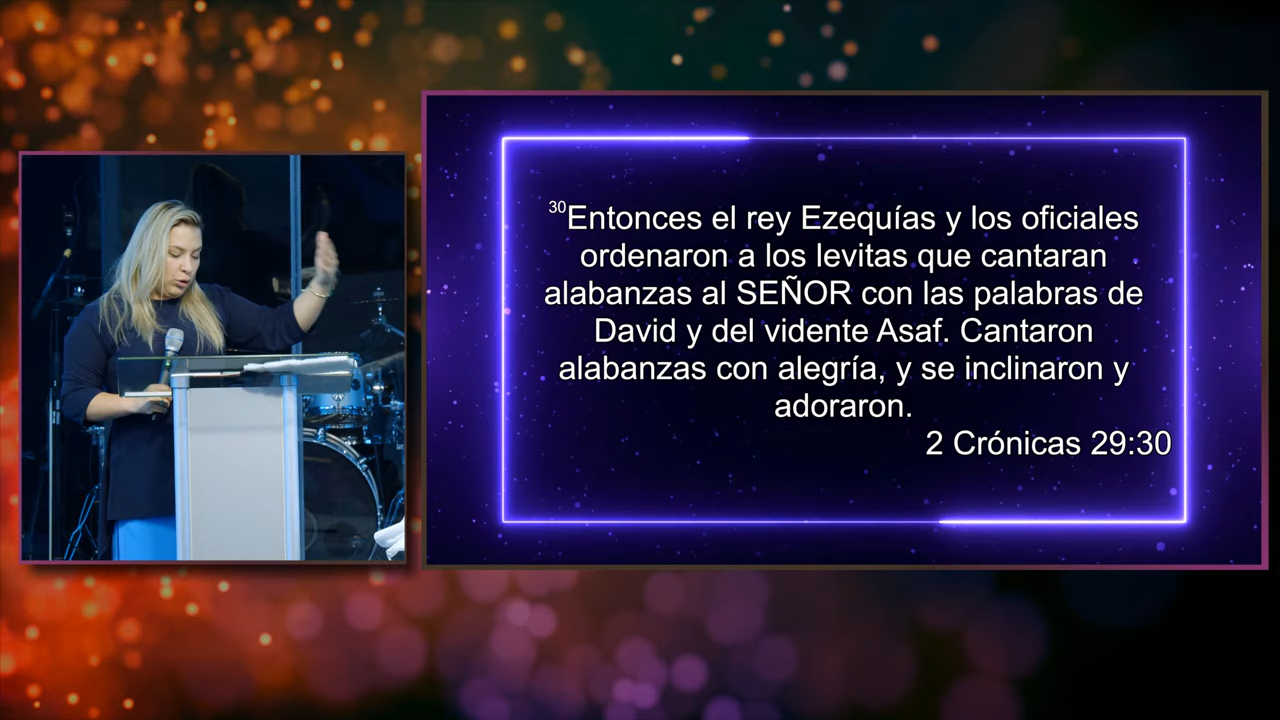 30Entonces el rey Ezequías y los oficiales
ordenaron a los levitas que cantaran
alabanzas al SEÑOR con las palabras de
David y del vidente Asaf. Cantaron
alabanzas con alegría, y se inclinaron y
adoraron.
2 Crónicas 29:30